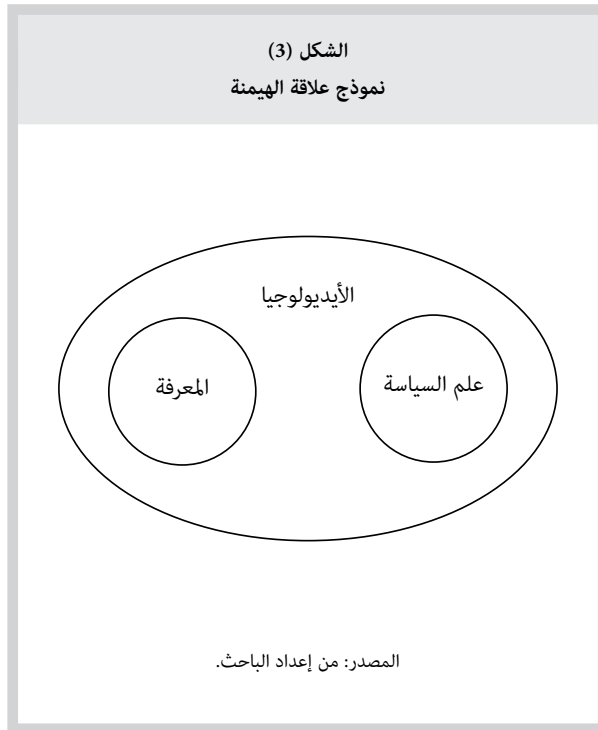 الشكل (3)
نموذج علاقة الهيمنة
الأيديولوجيا
علم السياسة
المعرفة
المصدر: من إعداد الباحث.